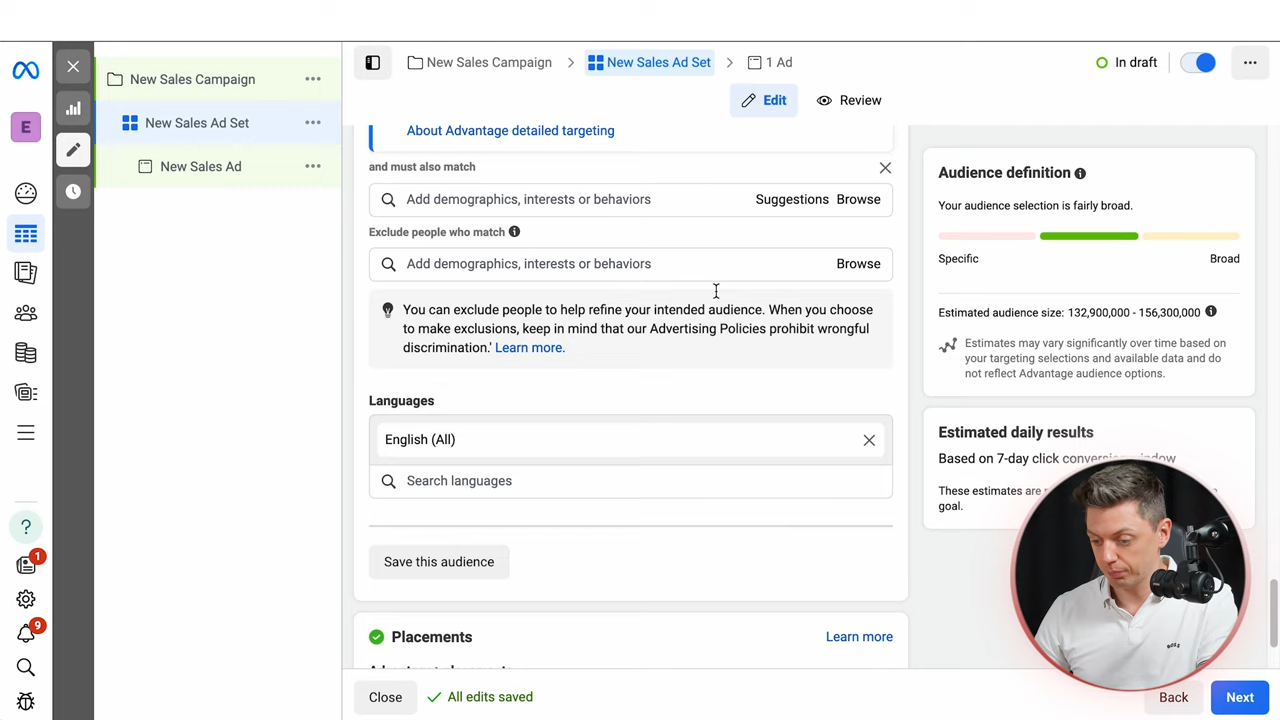 New Sales Campaign
New Sales Ad Set
1 Ad
In draft
Edit
Review
E
New Sales Campaign
New Sales Ad Set
New Sales Ad
1
9
About Advantage detailed targeting
and must also match
Add demographics, interests or behaviors Suggestions Browse
Exclude people who match
Add demographics, interests or behaviors Browse
You can exclude people to help refine your intended audience. When you choose
to make exclusions, keep in mind that our Advertising Policies prohibit wrongful
discrimination.' Learn more.
Languages
English (All)
Search languages
Save this audience
Placements
Learn more
Audience definition
Your audience selection is fairly broad.
Specific Broad
Estimated audience size: 132,900,000 - 156,300,000
Estimates may vary significantly over time based on
your targeting selections and available data and do
not reflect Advantage audience options.
Estimated daily results
Based on 7-day click conversion window
These estimates are
goal.
BOSS
Close
All edits saved
Back
Next